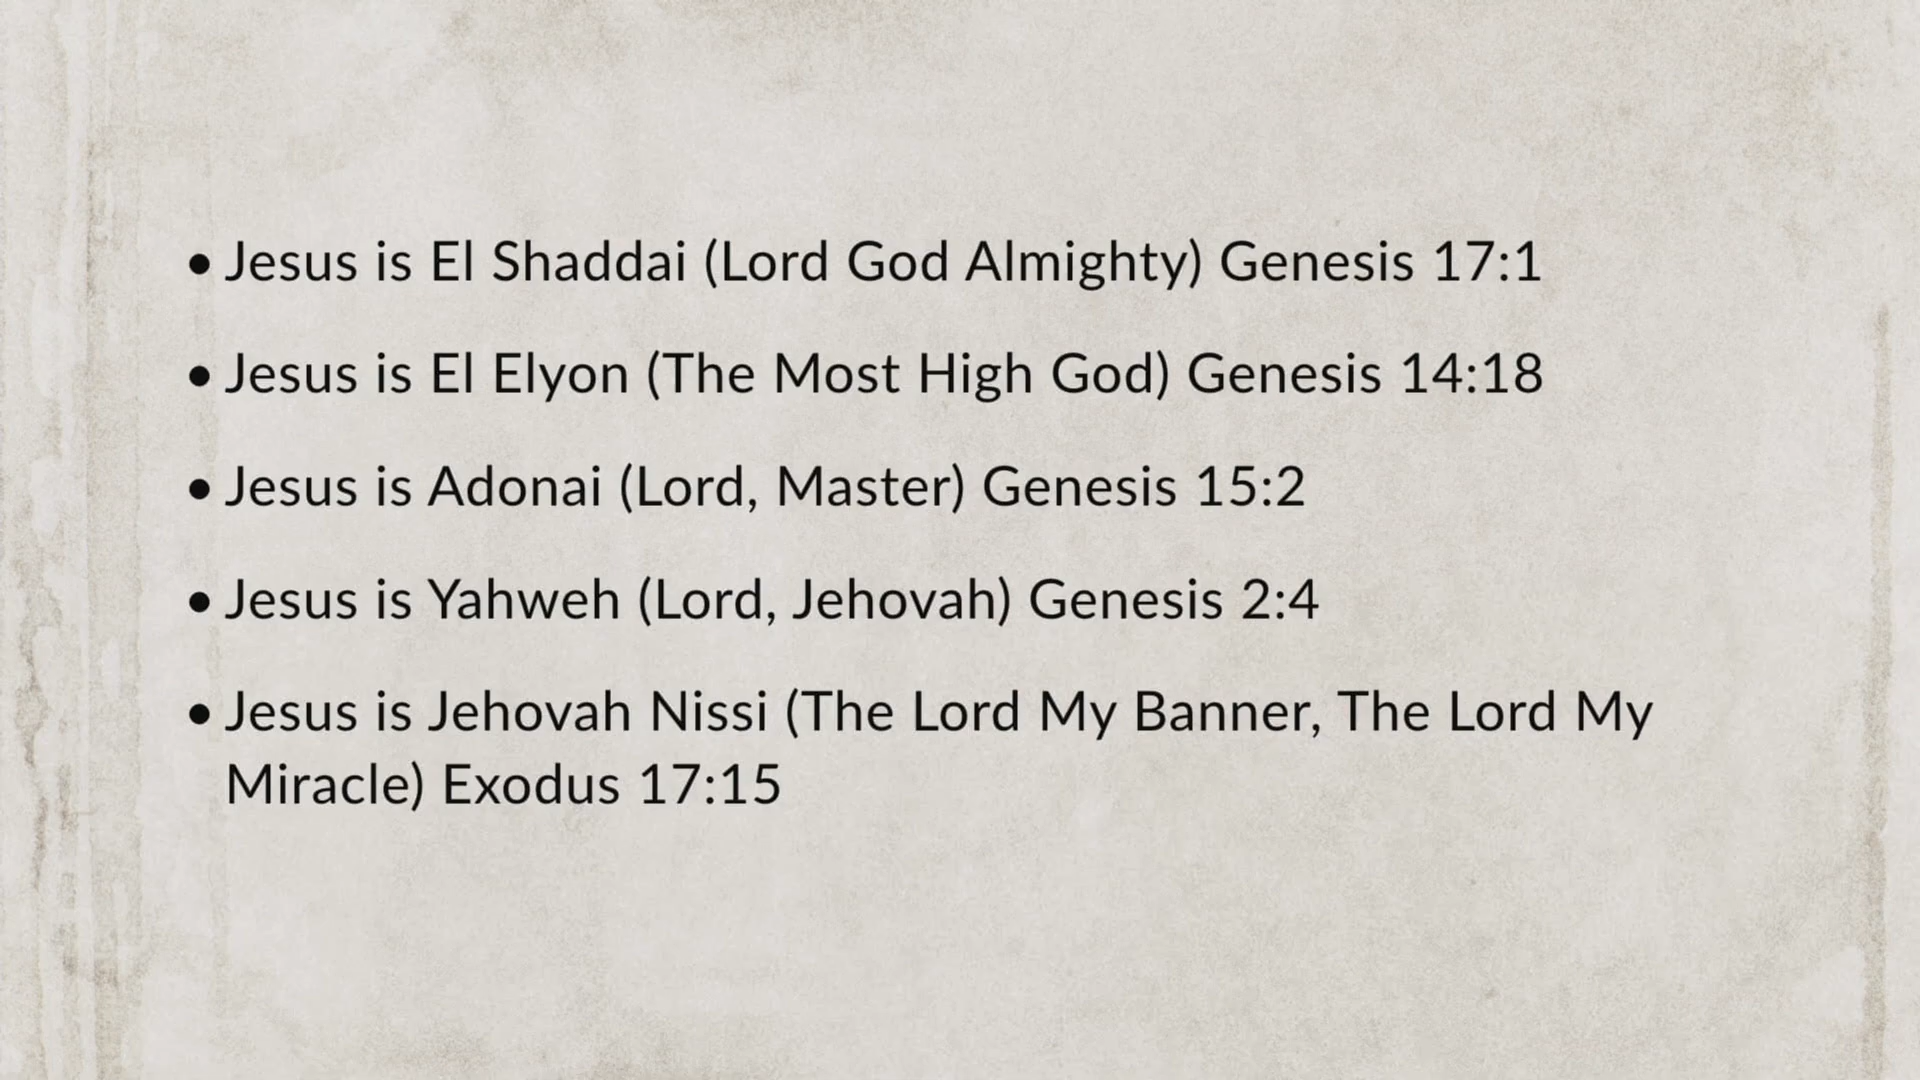 • Jesus is El Shaddai (Lord God Almighty) Genesis 17:1
• Jesus is El Elyon (The Most High God) Genesis 14:18
• Jesus is Adonai (Lord, Master) Genesis 15:2
• Jesus is Yahweh (Lord, Jehovah) Genesis 2:4
• Jesus is Jehovah Nissi (The Lord My Banner, The Lord My
Miracle) Exodus 17:15